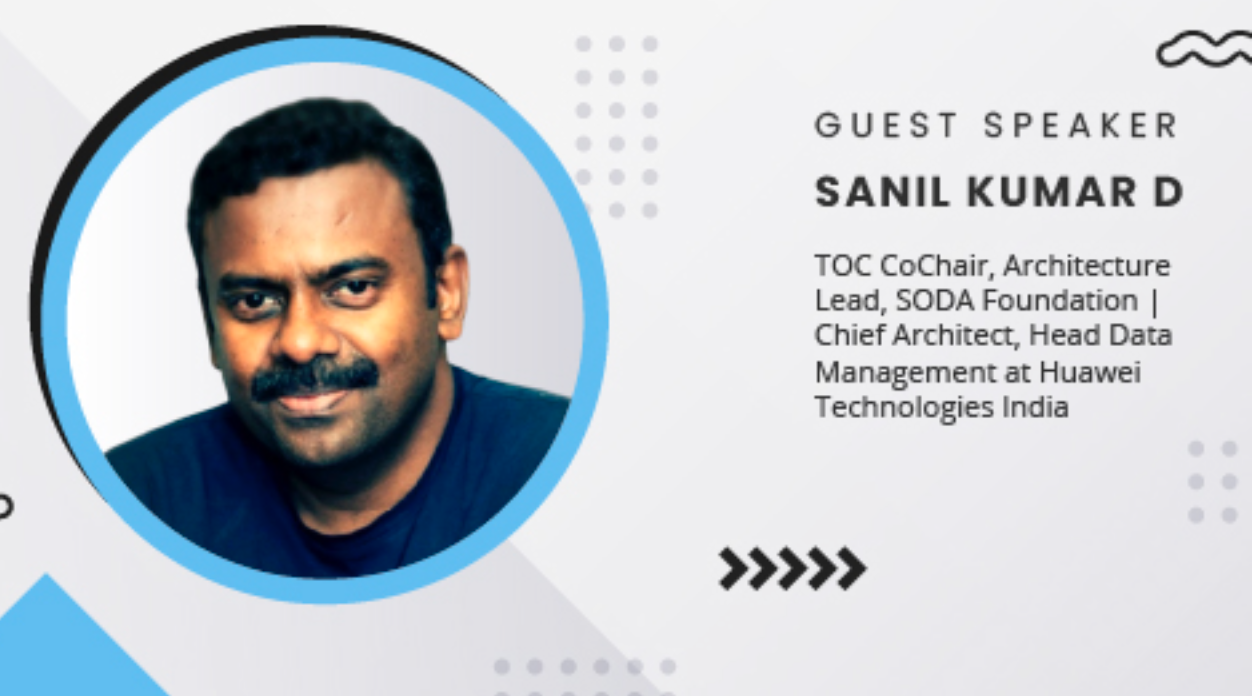 GUEST SPEAKER
SANIL KUMAR D
TOC CoChair, Architecture
Lead, SODA Foundation |
Chief Architect, Head Data
Management at Huawei
Technologies India